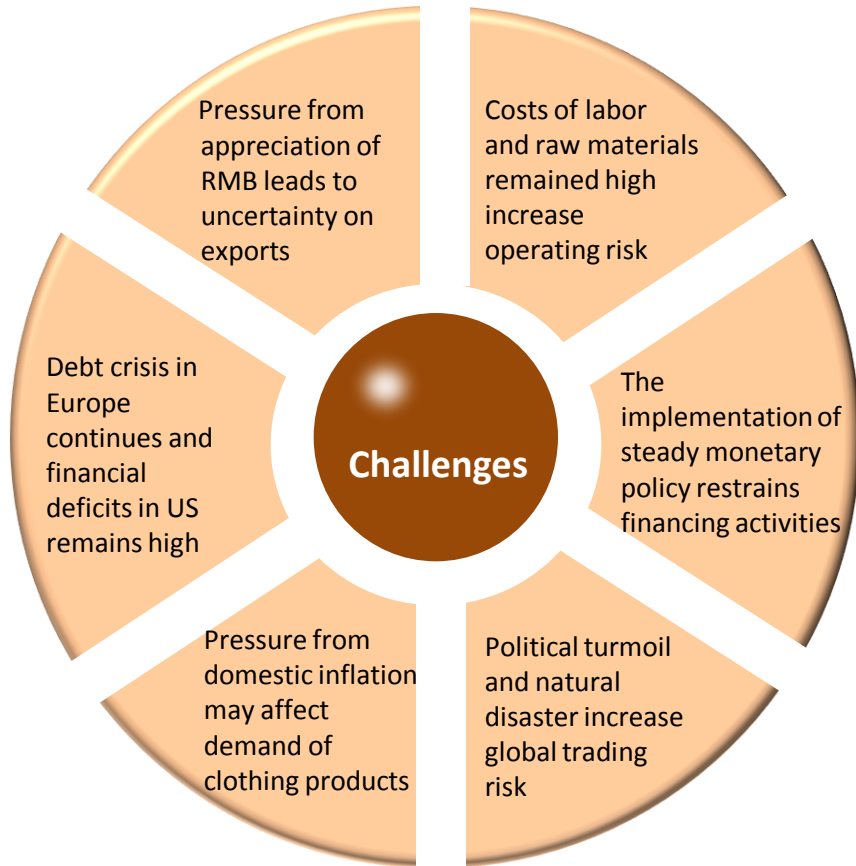 Pressure from
appreciation of
RMB leads to
uncertainty on
exports
Costs of labor
and raw materials
remained high
increase
operating risk
Debt crisis in
Europe
continues and
financial
deficits in US
remains high
Challenges
The
implementation of
steady monetary
policy restrains
financing activities
Pressure from
domestic inflation
may affect
demand of
clothing products
Political turmoil
and natural
disaster increase
global trading
risk